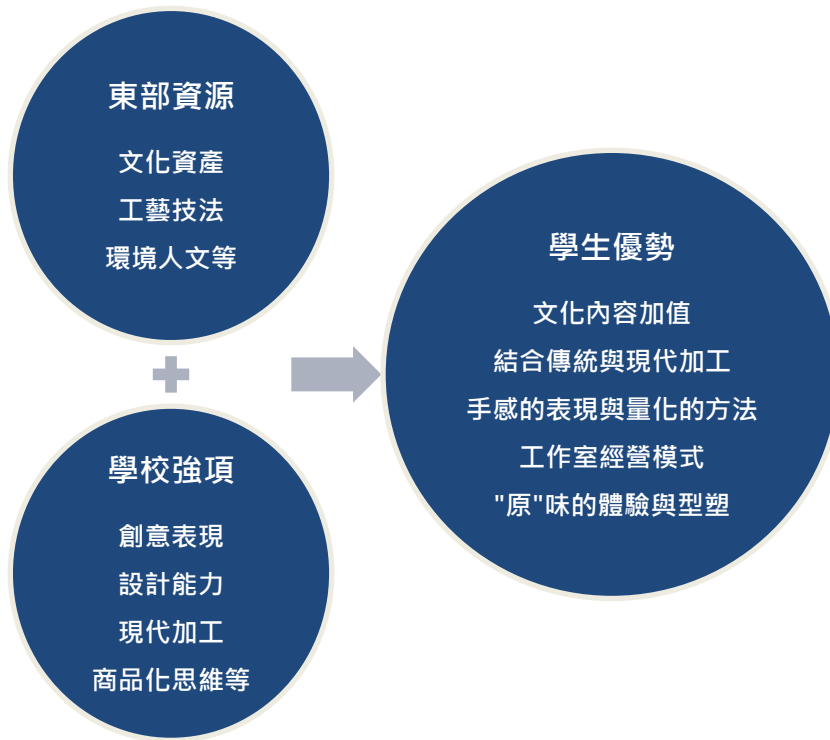 東部資源
文化資產
工藝技法
環境人文等
學校強項
創意表現
設計能力
現代加工
商品化思維等
學生優勢
文化內容加值
結合傳統與現代加工
手感的表現與量化的方法
工作室經營模式
"原"味的體驗與型塑